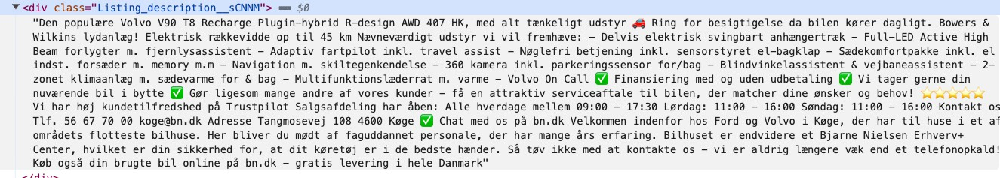 ▼<div class="Listing_description__sCNNM"> == $0
"Den populære Volvo V90 T8 Recharge Plugin-hybrid R-design AWD 407 HK, med alt tænkeligt udstyr 🚗 Ring for besigtigelse da bilen kører dagligt. Bowers &
Wilkins lydanlæg! Elektrisk rækkevidde op til 45 km Nævneværdigt udstyr vi vil fremhæve: – Delvis elektrisk svingbart anhængertræk – Full-LED Active High
Beam forlygter m. fjernlysassistent – Adaptiv fartpilot inkl. travel assist – Nøglefri betjening inkl. sensorstyret el-bagklap – Sædekomfortpakke inkl. el
indst. forsæder m. memory m.m – Navigation m. skiltegenkendelse – 360 kamera inkl. parkeringssensor for/bag – Blindvinkelassistent & vejbaneassistent – 2-
zonet klimaanlæg m. sædevarme for & bag – Multifunktionslæderrat m. varme – Volvo On Call ✅ Finansiering med og uden udbetaling ✅ Vi tager gerne din
nuværende bil i bytte ✅ Gør ligesom mange andre af vores kunder – få en attraktiv serviceaftale til bilen, der matcher dine ønsker og behov! ⭐⭐⭐⭐⭐
Vi har høj kundetilfredshed på Trustpilot Salgsafdeling har åben: Alle hverdage mellem 09:00 – 17:30 Lørdag: 11:00 – 16:00 Søndag: 11:00 – 16:00 Kontakt os
Tlf. 56 67 70 00 koge@bn.dk Adresse Tangmosevej 108 4600 Køge ✅ Chat med os på bn.dk Velkommen indenfor hos Ford og Volvo i Køge, der har til huse i et af
områdets flotteste bilhuse. Her bliver du mødt af faguddannet personale, der har mange års erfaring. Bilhuset er endvidere et Bjarne Nielsen Erhverv+
Center, hvilket er din sikkerhed for, at dit køretøj er i de bedste hænder. Så tøv ikke med at kontakte os – vi er aldrig længere væk end et telefonopkald!
Køb også din brugte bil online på bn.dk – gratis levering i hele Danmark"
</div>